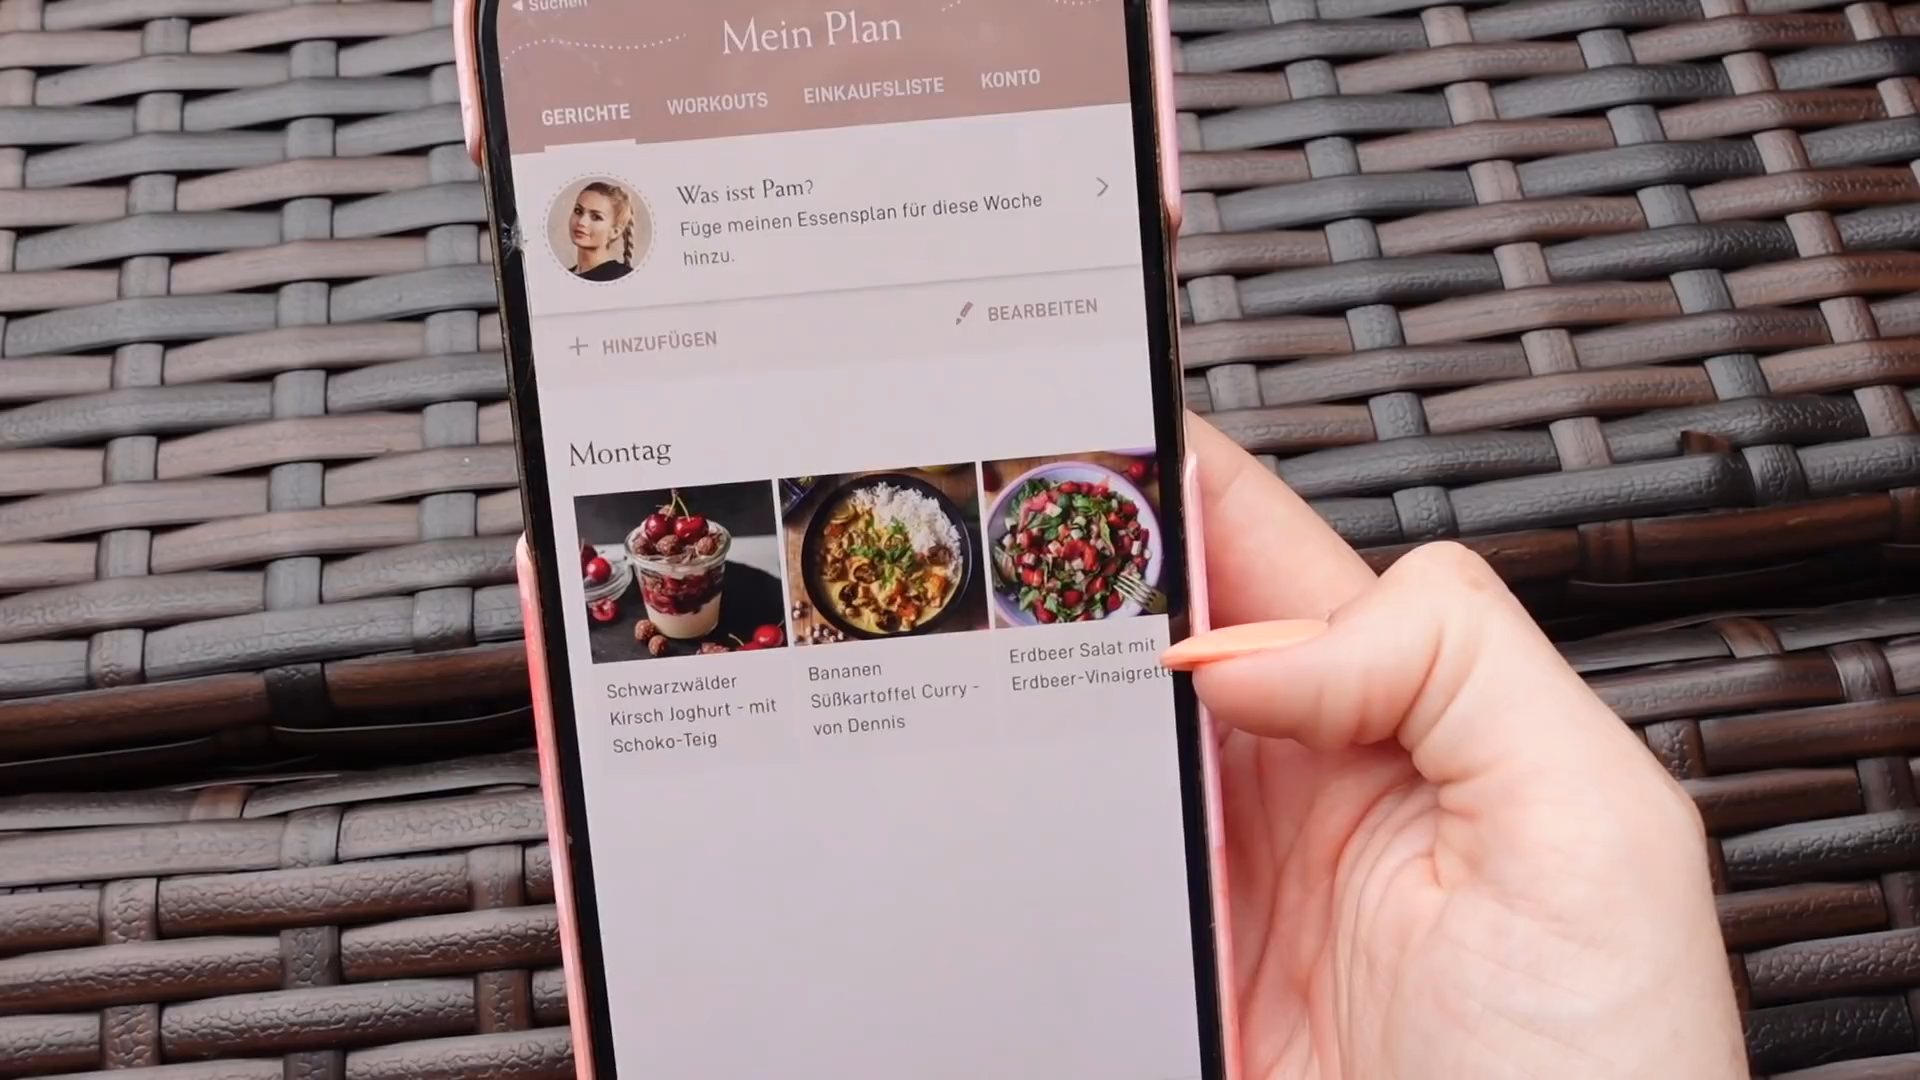 Suchen
Mein Plan
GERICHTE
WORKOUTS
EINKAUFSLISTE
KONTO
Was isst Pam?
Füge meinen Essensplan für diese Woche
hinzu.
HINZUFÜGEN
BEARBEITEN
Montag
Schwarzwälder
Kirsch Joghurt - mit
Schoko-Teig
Bananen
Süßkartoffel Curry -
von Dennis
Erdbeer Salat mit
Erdbeer-Vinaigrette